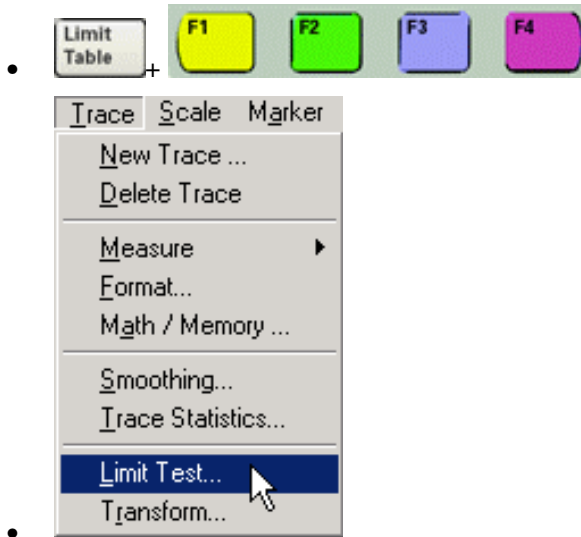 Limit
Table + F1 F2 F3 F4
Trace Scale Marker
New Trace ...
Delete Trace
Measure
Format...
Math / Memory ...
Smoothing...
Trace Statistics...
Limit Test...
Transform...